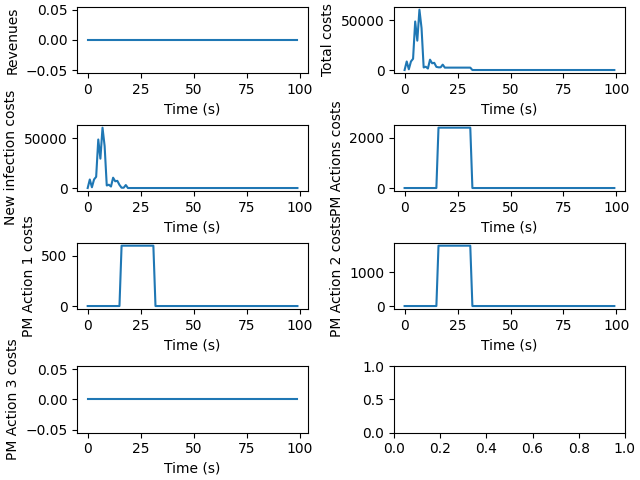 Revenues
0.05
0.00
−0.05
0 25 50 75 100
Time (s)
Total costs
50000
0
0 25 50 75 100
Time (s)
New infection costs
50000
0
0 25 50 75 100
Time (s)
PM Actions costs
2000
0
0 25 50 75 100
Time (s)
PM Action 1 costs
500
0
0 25 50 75 100
Time (s)
PM Action 2 costs
1000
0
0 25 50 75 100
Time (s)
PM Action 3 costs
0.05
0.00
−0.05
0 25 50 75 100
Time (s)
1.0
0.5
0.0
0.0 0.2 0.4 0.6 0.8 1.0